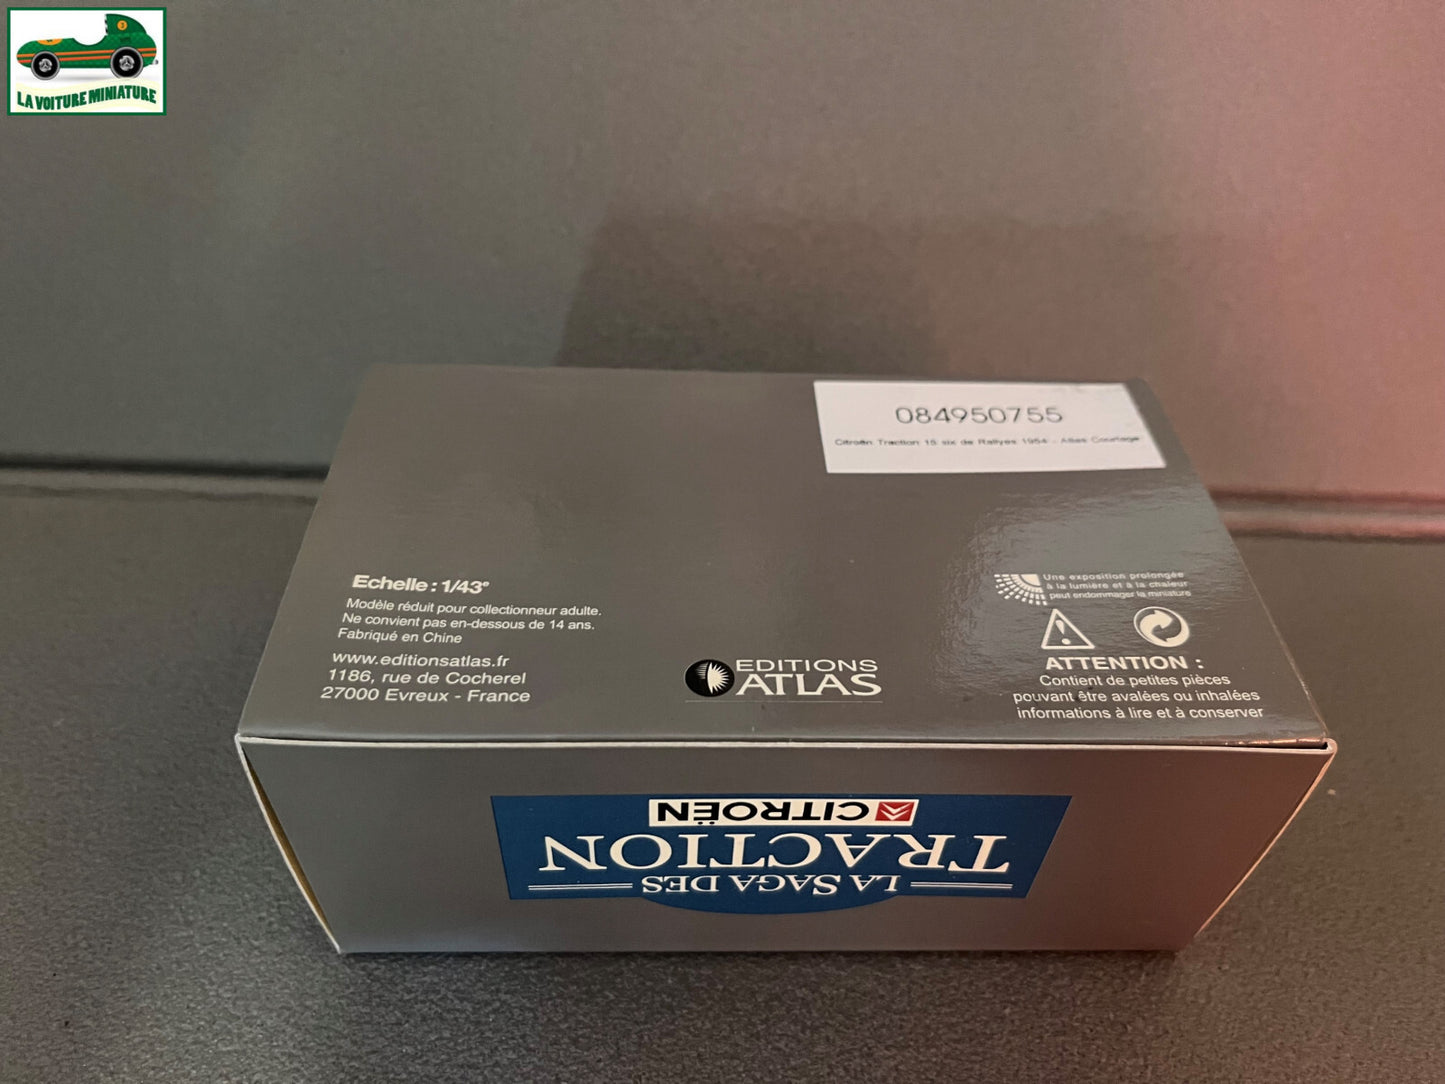 LA VOITURE MINIATURE
084950755
Citroën Traction 15 six de Rallyes 1954 - Atlas Courtage
Echelle : 1/43e
Modèle réduit pour collectionneur adulte.
Ne convient pas en-dessous de 14 ans.
Fabriqué en Chine
www.editionsatlas.fr
1186, rue de Cocherel
27000 Evreux - France
EDITIONS
ATLAS
Une exposition prolongée
à la lumière et à la chaleur
peut endommager la miniature
ATTENTION :
Contient de petites pièces
pouvant être avalées ou inhalées
informations à lire et à conserver
LA SAGA DES
TRACTION
CITROËN